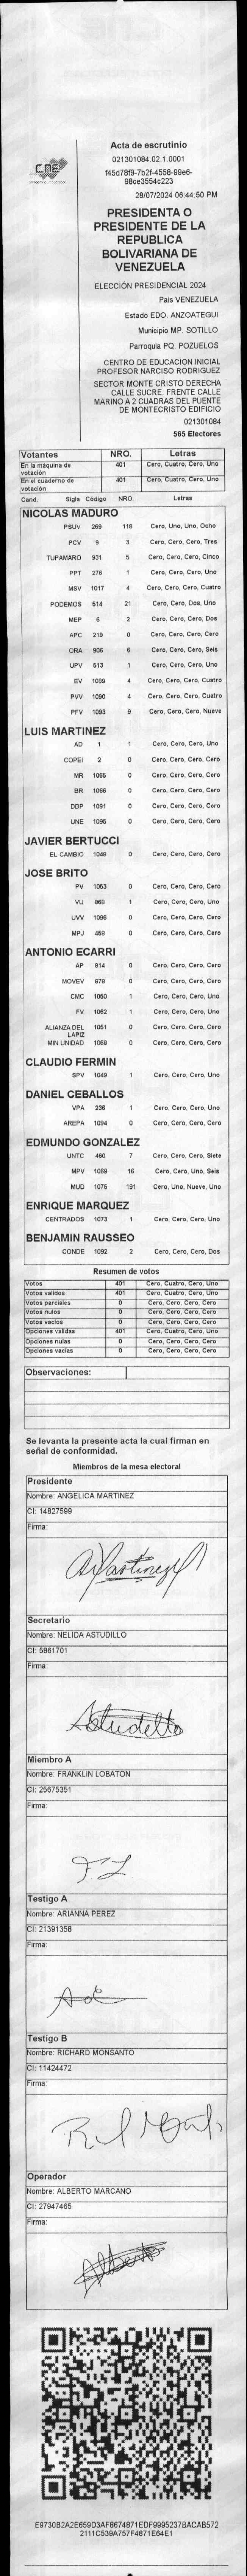 CNE
Acta de escrutinio
021301084.02.1.0001
f45d78f9-7b2f-4558-99e6-
98ce3554c223
28/07/2024 06:44:50 PM
PRESIDENTA O
PRESIDENTE DE LA
REPUBLICA
BOLIVARIANA DE
VENEZUELA
ELECCIÓN PRESIDENCIAL 2024
Pais VENEZUELA
Estado EDO. ANZOATEGUI
Municipio MP. SOTILLO
Parroquia PQ. POZUELOS
CENTRO DE EDUCACION INICIAL
PROFESOR NARCISO RODRIGUEZ
SECTOR MONTE CRISTO DERECHA
CALLE SUCRE. FRENTE CALLE
MARINO A 2 CUADRAS DEL PUENTE
DE MONTECRISTO EDIFICIO
021301084
565 Electores
Votantes NRO. Letras
En la máquina de votación 401 Cero, Cuatro, Cero, Uno
En el cuaderno de votación 401 Cero, Cuatro, Cero, Uno
Cand. Sigla Código NRO. Letras
NICOLAS MADURO
PSUV 269 118 Cero, Uno, Uno, Ocho
PCV 9 3 Cero, Cero, Cero, Tres
TUPAMARO 931 5 Cero, Cero, Cero, Cinco
PPT 276 1 Cero, Cero, Cero, Uno
MSV 1017 4 Cero, Cero, Cero, Cuatro
PODEMOS 514 21 Cero, Cero, Dos, Uno
MEP 6 2 Cero, Cero, Cero, Dos
APC 219 0 Cero, Cero, Cero, Cero
ORA 906 6 Cero, Cero, Cero, Seis
UPV 613 1 Cero, Cero, Cero, Uno
EV 1089 4 Cero, Cero, Cero, Cuatro
PVV 1090 4 Cero, Cero, Cero, Cuatro
PFV 1093 9 Cero, Cero, Cero, Nueve
LUIS MARTINEZ
AD 1 1 Cero, Cero, Cero, Uno
COPEI 2 0 Cero, Cero, Cero, Cero
MR 1055 0 Cero, Cero, Cero, Cero
BR 1066 0 Cero, Cero, Cero, Cero
DDP 1091 0 Cero, Cero, Cero, Cero
UNE 1095 0 Cero, Cero, Cero, Cero
JAVIER BERTUCCI
EL CAMBIO 1046 0 Cero, Cero, Cero, Cero
JOSE BRITO
PV 1053 0 Cero, Cero, Cero, Cero
VU 868 1 Cero, Cero, Cero, Uno
UVV 1096 0 Cero, Cero, Cero, Cero
MPJ 458 0 Cero, Cero, Cero, Cero
ANTONIO ECARRI
AP 814 0 Cero, Cero, Cero, Cero
MOVEV 878 0 Cero, Cero, Cero, Cero
CMC 1050 1 Cero, Cero, Cero, Uno
FV 1062 1 Cero, Cero, Cero, Uno
ALIANZA DEL LAPIZ 1051 0 Cero, Cero, Cero, Cero
MIN UNIDAD 1068 0 Cero, Cero, Cero, Cero
CLAUDIO FERMIN
SPV 1049 1 Cero, Cero, Cero, Uno
DANIEL CEBALLOS
VPA 236 1 Cero, Cero, Cero, Uno
AREPA 1094 0 Cero, Cero, Cero, Cero
EDMUNDO GONZALEZ
UNTC 460 7 Cero, Cero, Cero, Siete
MPV 1069 16 Cero, Cero, Uno, Seis
MUD 1075 191 Cero, Uno, Nueve, Uno
ENRIQUE MARQUEZ
CENTRADOS 1073 1 Cero, Cero, Cero, Uno
BENJAMIN RAUSSEO
CONDE 1092 2 Cero, Cero, Cero, Dos
Resumen de votos
Votos 401 Cero, Cuatro, Cero, Uno
Votos validos 401 Cero, Cuatro, Cero, Uno
Votos parciales 0 Cero, Cero, Cero, Cero
Votos nulos 0 Cero, Cero, Cero, Cero
Votos vacios 0 Cero, Cero, Cero, Cero
Opciones validas 401 Cero, Cuatro, Cero, Uno
Opciones nulas 0 Cero, Cero, Cero, Cero
Opciones vacias 0 Cero, Cero, Cero, Cero
Observaciones:
Se levanta la presente acta la cual firman en
señal de conformidad.
Miembros de la mesa electoral
Presidente
Nombre: ANGELICA MARTINEZ
CI: 14827599
Firma:
AMartinez
Secretario
Nombre: NELIDA ASTUDILLO
CI: 5861701
Firma:
Astudillo
Miembro A
Nombre: FRANKLIN LOBATON
CI: 25675351
Firma:
FL
Testigo A
Nombre: ARIANNA PEREZ
CI: 21391358
Firma:
Testigo B
Nombre: RICHARD MONSANTO
CI: 11424472
Firma:
Operador
Nombre: ALBERTO MARCANO
CI: 27947465
Firma:
Alberto
E9730B2A2E659D3AF8674871EDF9995237BACAB572
2111C539A757F4871E64E1